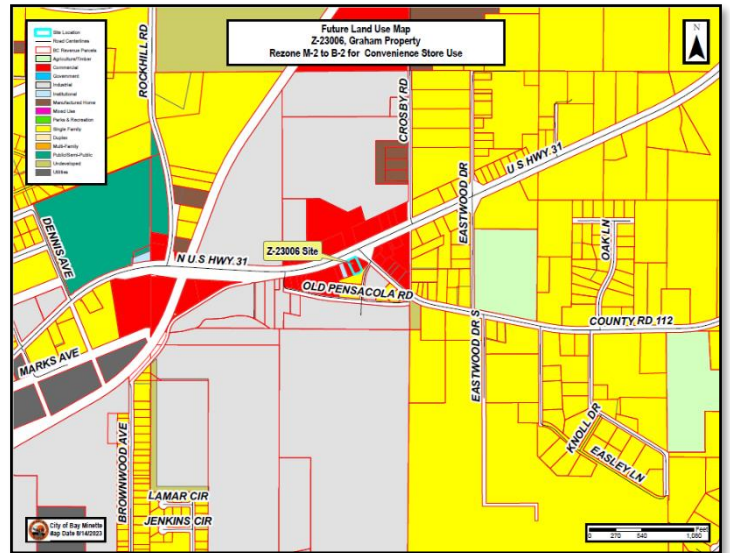 Future Land Use Map
Z-23006, Graham Property
Rezone M-2 to B-2 for Convenience Store Use
N
Site Location
Road Centerlines
BC Revenue Parcels
Agriculture/Timber
Commercial
Government
Industrial
Institutional
Manufactured Home
Mixed Use
Parks & Recreation
Single Family
Duplex
Multi-Family
Public/Semi-Public
Undeveloped
Utilities
ROCKHILL RD
CROSBY RD
U S HWY 31
EASTWOOD DR
DENNIS AVE
OAK LN
Z-23006 Site
N U S HWY. 31
OLD PENSACOLA RD
COUNTY RD 112
MARKS AVE
EASTWOOD DR S
BROWNWOOD AVE
KNOLL DR
EASLEY LN
LAMAR CIR
JENKINS CIR
City of Bay Minette
Map Date 8/14/2023
Feet
0 270 540 1,080